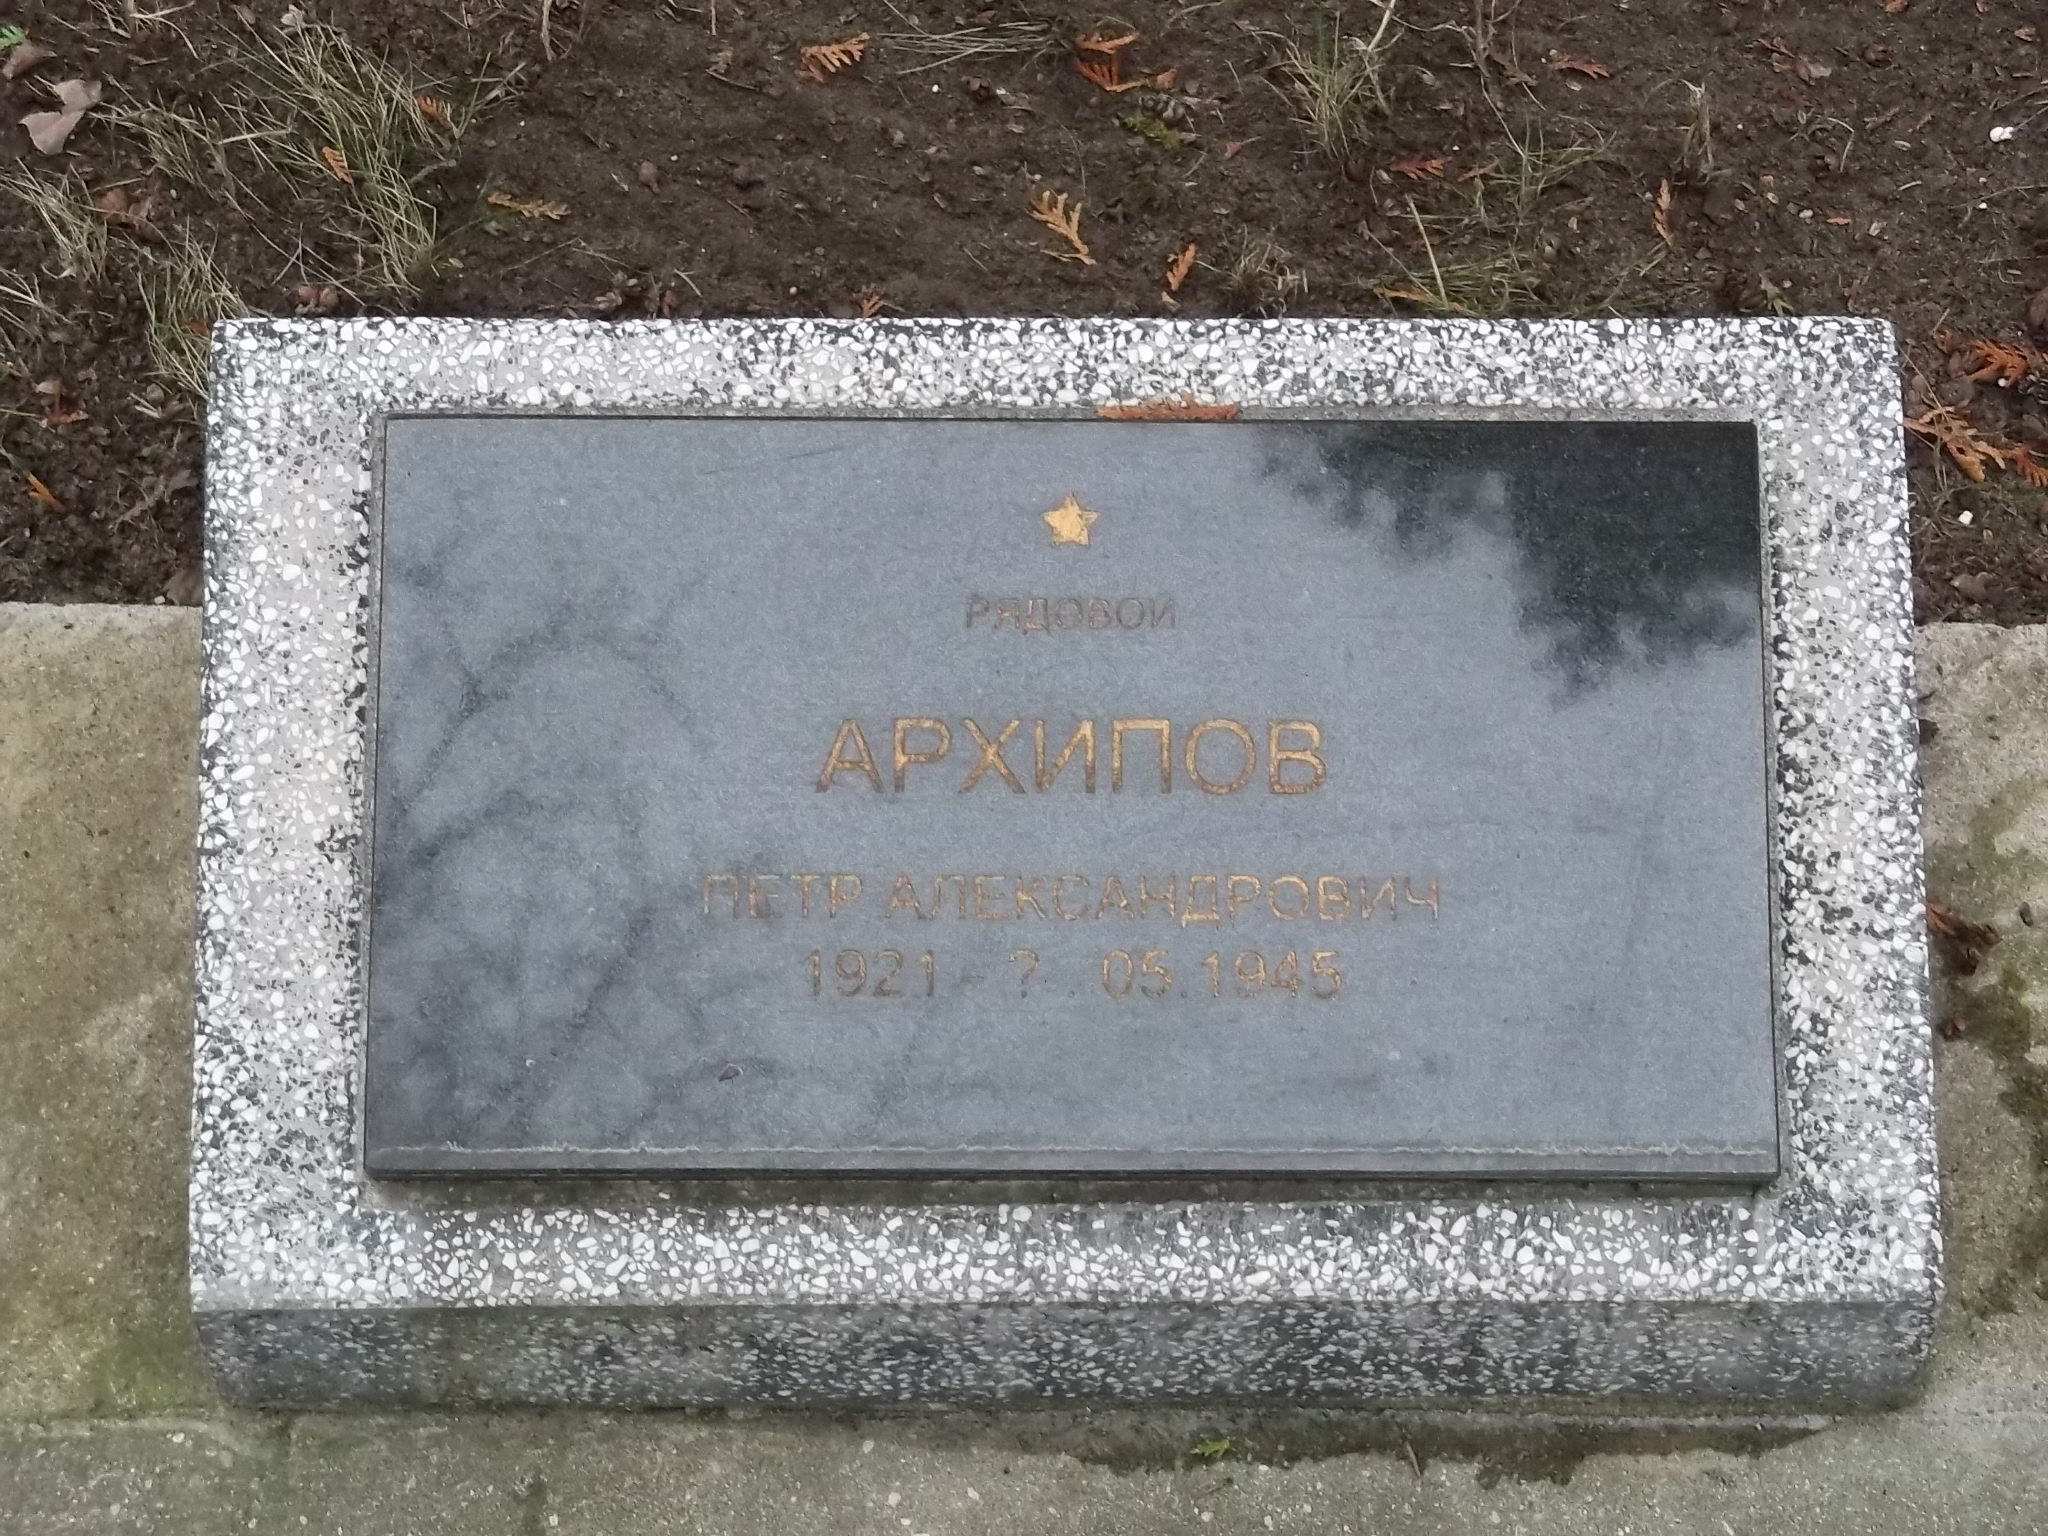 РЯДОВОЙ
АРХИПОВ
ПЕТР АЛЕКСАНДРОВИЧ
1921 - ? . 05.1945